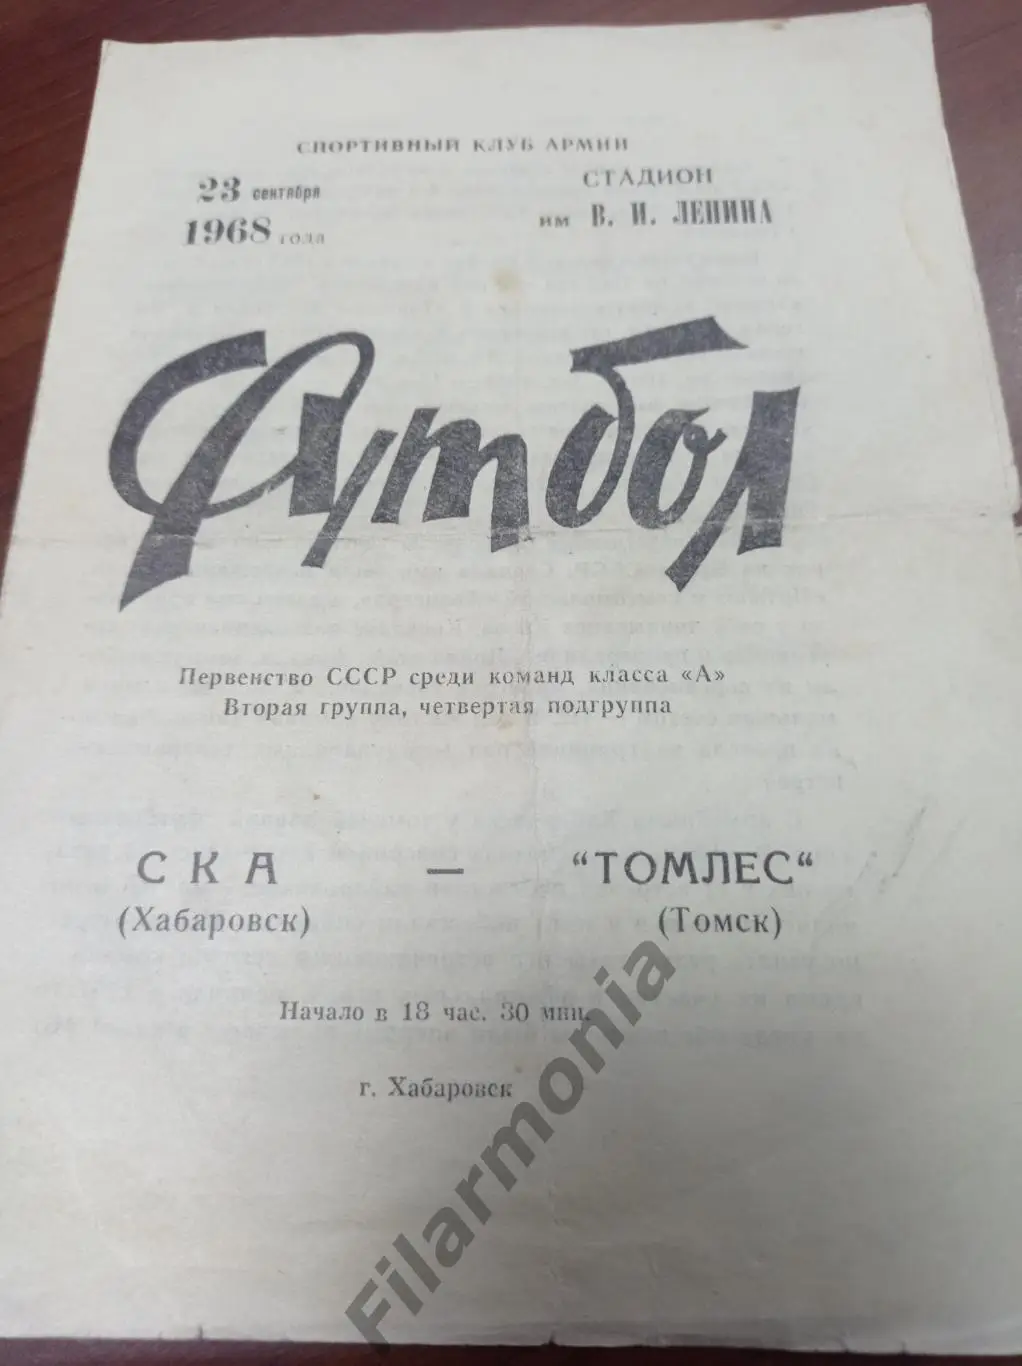 СПОРТИВНЫЙ КЛУБ АРМИИ
23 сентября
1968 года
СТАДИОН
им В. И. ЛЕНИНА
Футбол
Первенство СССР среди команд класса «А»
Вторая группа, четвертая подгруппа
СКА — "ТОМЛЕС"
(Хабаровск) (Томск)
Начало в 18 час. 30 мин.
г. Хабаровск
Filarmonia